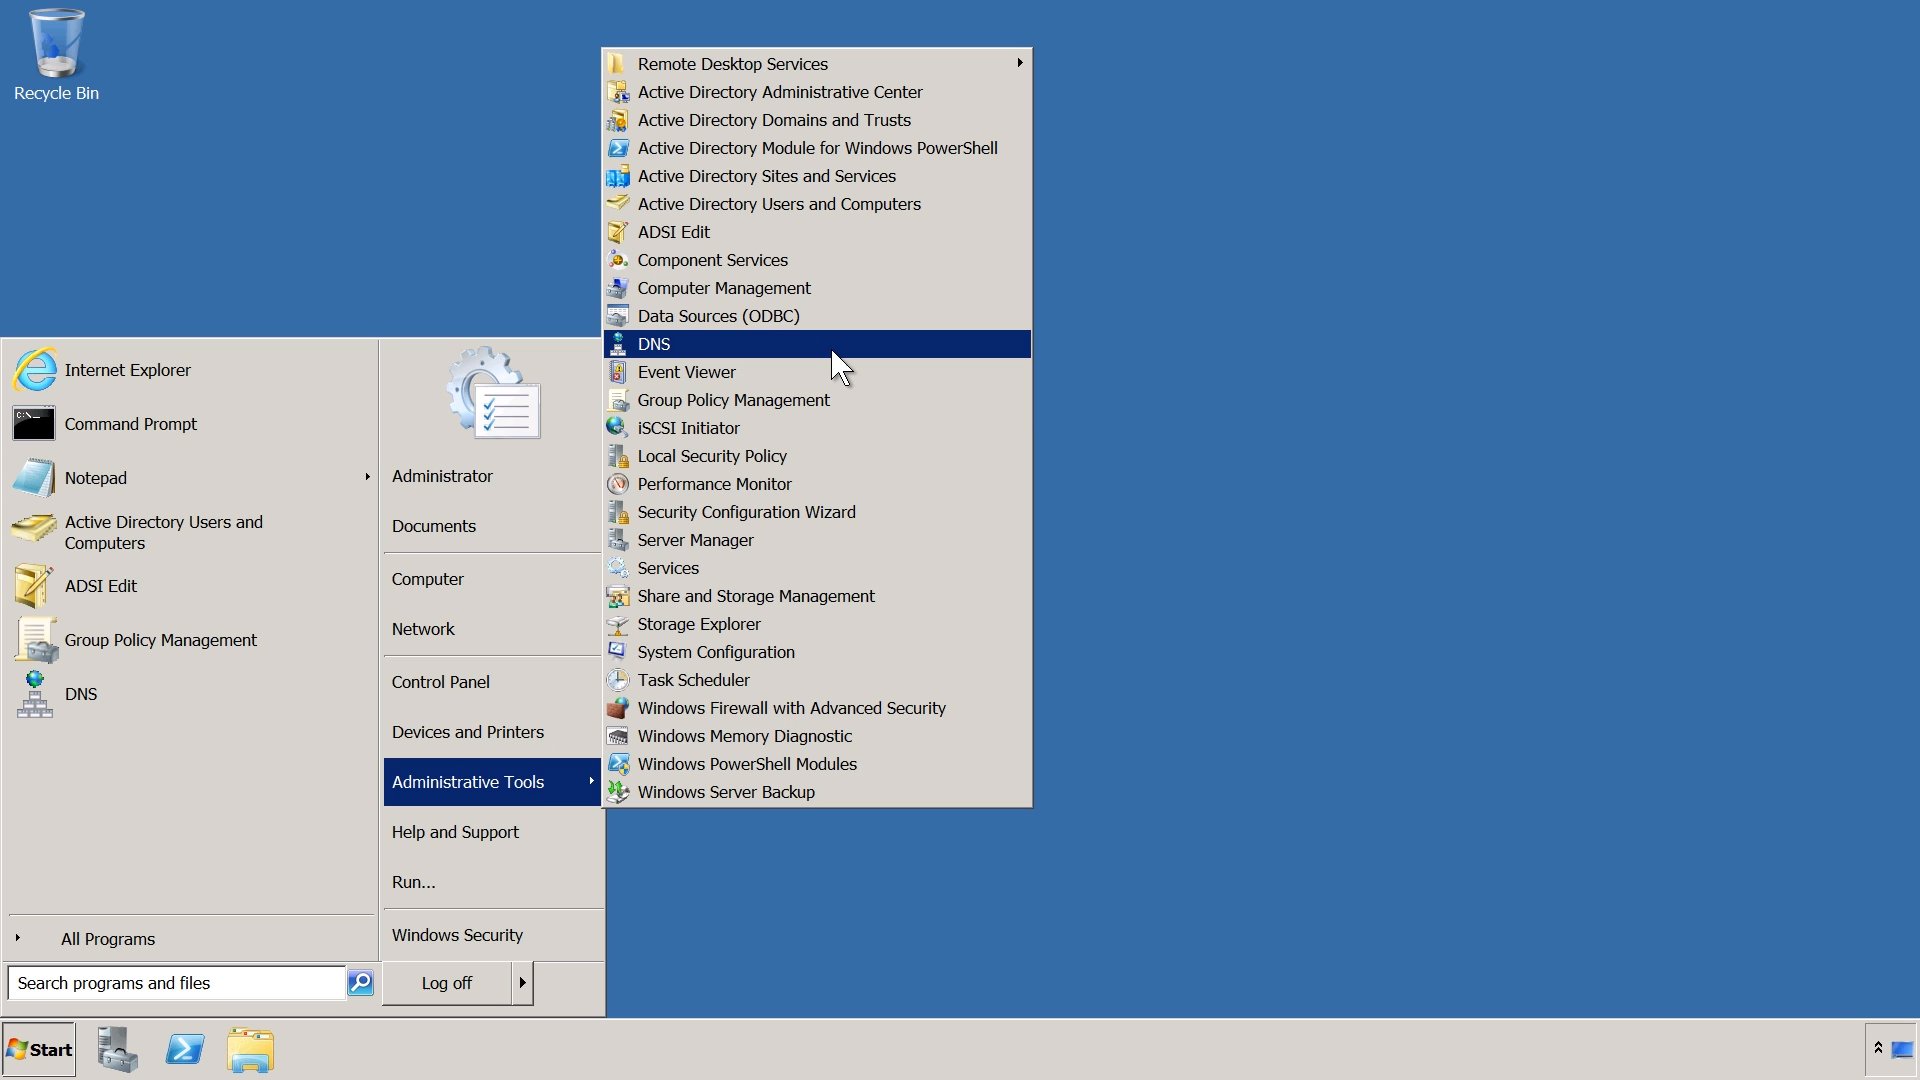 Recycle Bin
Remote Desktop Services
Active Directory Administrative Center
Active Directory Domains and Trusts
Active Directory Module for Windows PowerShell
Active Directory Sites and Services
Active Directory Users and Computers
ADSI Edit
Component Services
Computer Management
Data Sources (ODBC)
DNS
Event Viewer
Group Policy Management
iSCSI Initiator
Local Security Policy
Performance Monitor
Security Configuration Wizard
Server Manager
Services
Share and Storage Management
Storage Explorer
System Configuration
Task Scheduler
Windows Firewall with Advanced Security
Windows Memory Diagnostic
Windows PowerShell Modules
Windows Server Backup
Internet Explorer
Command Prompt
Notepad
Active Directory Users and
Computers
ADSI Edit
Group Policy Management
DNS
All Programs
Search programs and files
Administrator
Documents
Computer
Network
Control Panel
Devices and Printers
Administrative Tools
Help and Support
Run...
Windows Security
Log off
Start